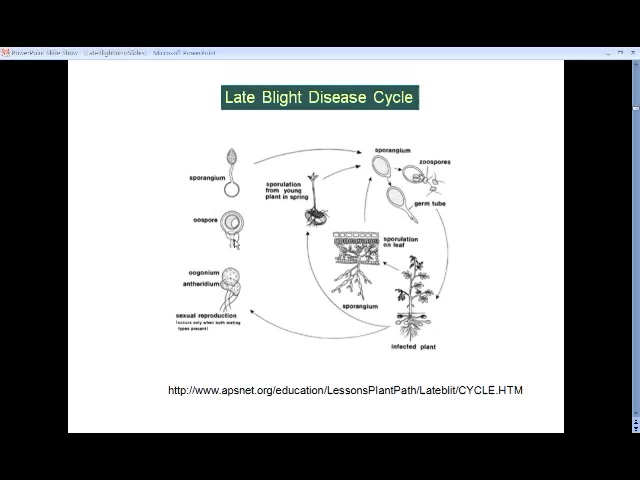 PowerPoint Slide Show - [LateBlightIntroSlides] - Microsoft PowerPoint
Late Blight Disease Cycle
sporangium
zoospores
germ tube
sporangium
sporulation
from young
plant in spring
oospore
sporulation
on leaf
oogonium
antheridium
sporangium
sexual reproduction
(occurs only when both mating
types present)
infected plant
http://www.apsnet.org/education/LessonsPlantPath/Lateblit/CYCLE.HTM